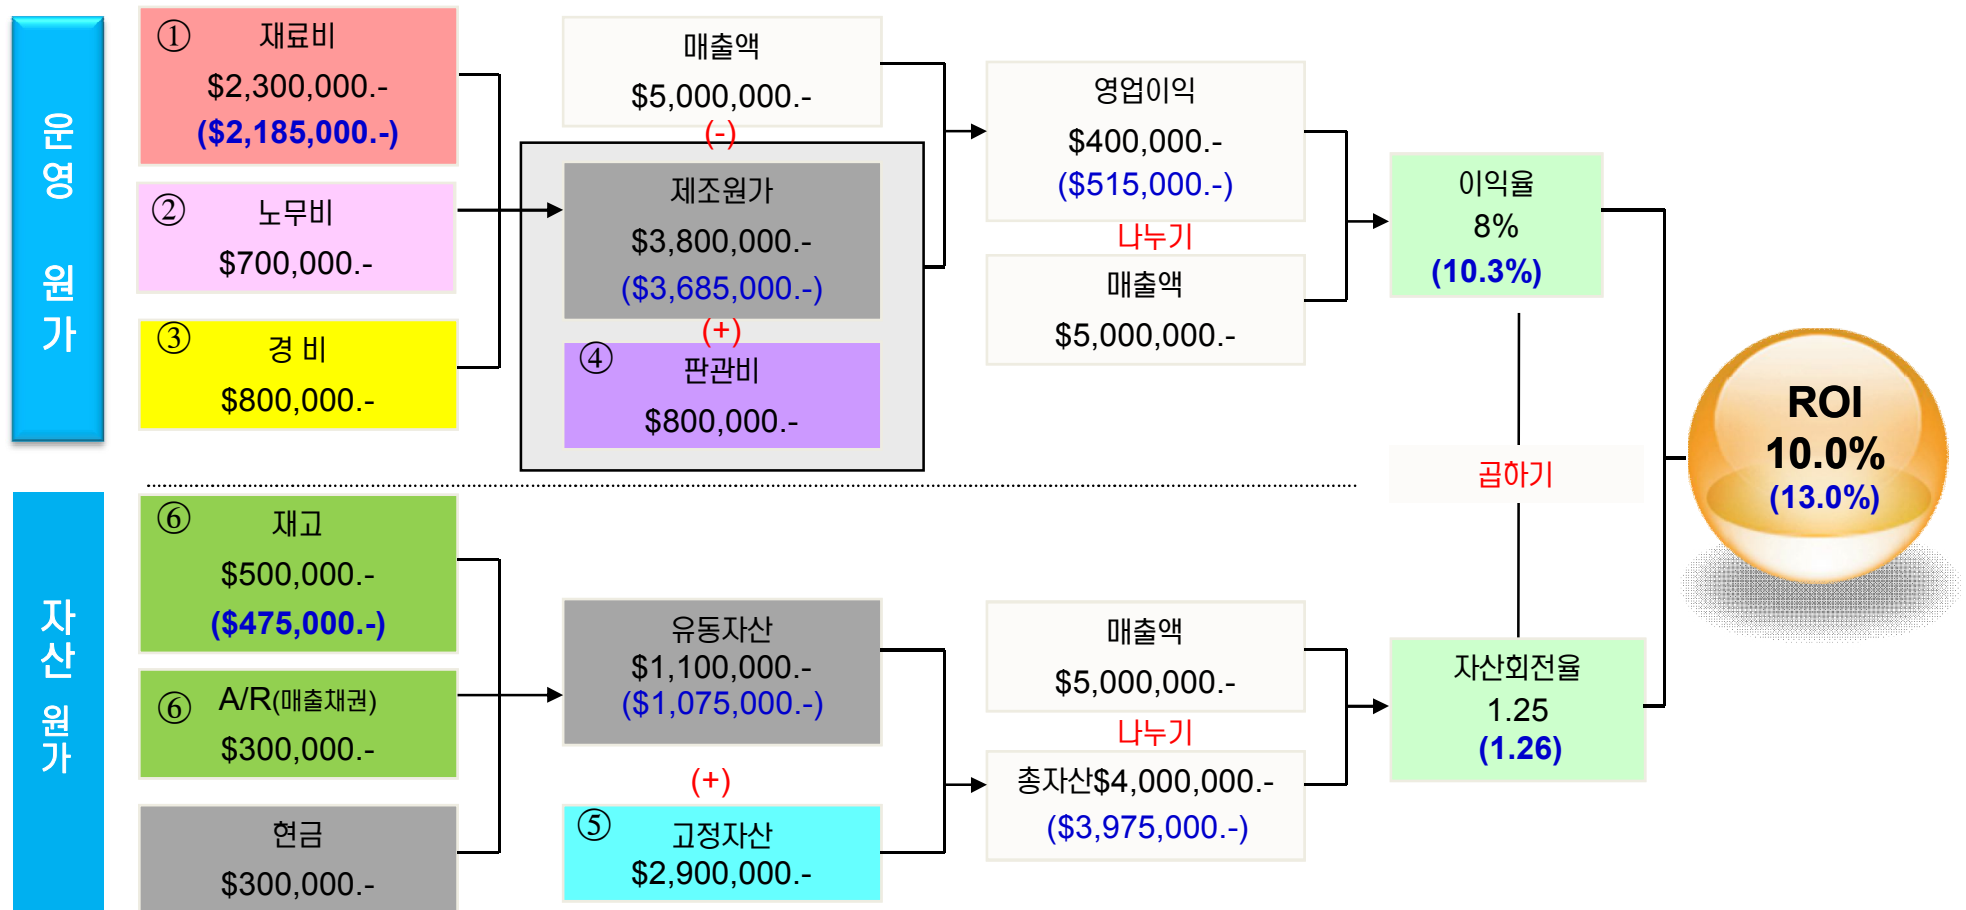 운영 원가
① 재료비
$2,300,000.-
($2,185,000.-)
② 노무비
$700,000.-
③ 경 비
$800,000.-
매출액
$5,000,000.-
(-)
제조원가
$3,800,000.-
($3,685,000.-)
(+)
④ 판관비
$800,000.-
영업이익
$400,000.-
($515,000.-)
나누기
매출액
$5,000,000.-
이익율
8%
(10.3%)
곱하기
ROI
10.0%
(13.0%)
자산 원가
⑥ 재고
$500,000.-
($475,000.-)
⑥ A/R(매출채권)
$300,000.-
현금
$300,000.-
유동자산
$1,100,000.-
($1,075,000.-)
(+)
⑤ 고정자산
$2,900,000.-
매출액
$5,000,000.-
나누기
총자산$4,000,000.-
($3,975,000.-)
자산회전율
1.25
(1.26)